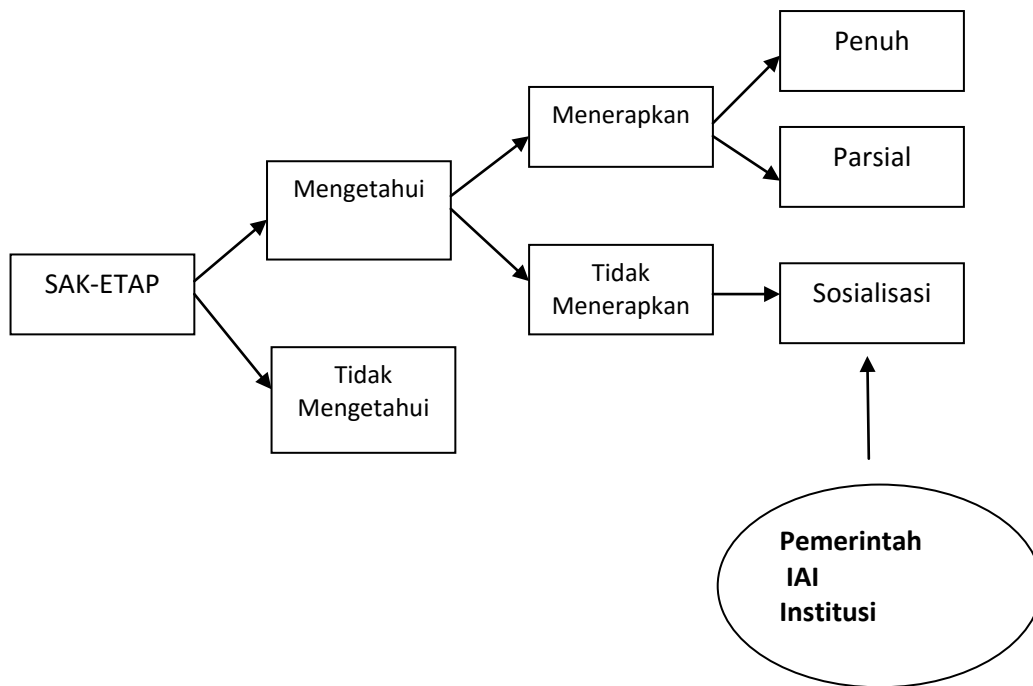 SAK-ETAP
Mengetahui
Tidak
Mengetahui
Menerapkan
Tidak
Menerapkan
Penuh
Parsial
Sosialisasi
Pemerintah
IAI
Institusi